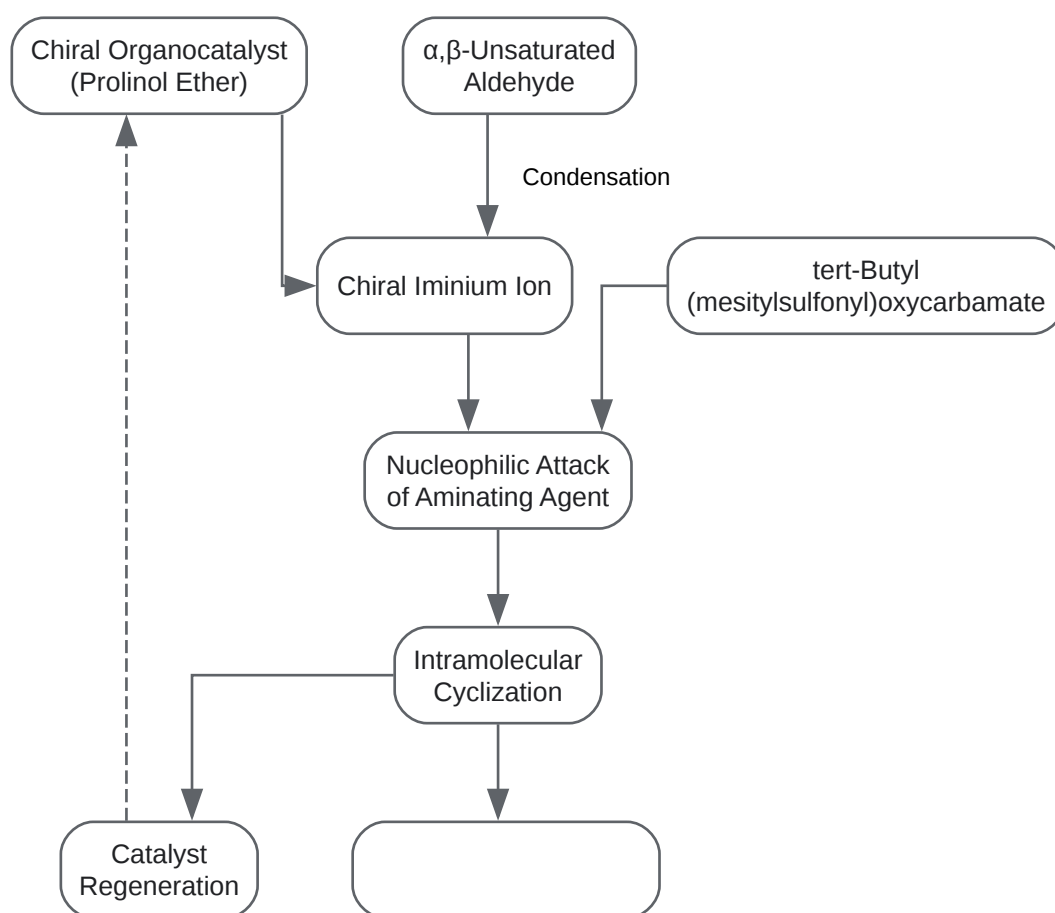 Chiral Organocatalyst
(Prolinol Ether)
α,β-Unsaturated
Aldehyde
Condensation
Chiral Iminium Ion
tert-Butyl
(mesitylsulfonyl)oxycarbamate
Nucleophilic Attack
of Aminating Agent
Intramolecular
Cyclization
Catalyst
Regeneration